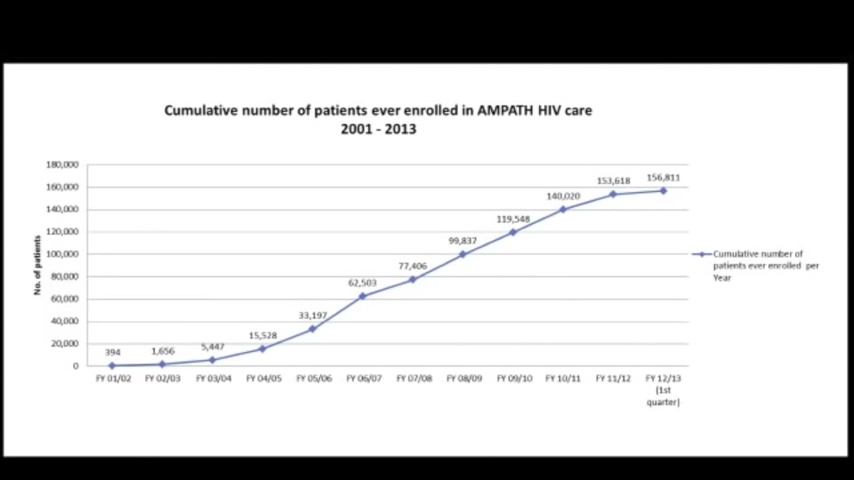 Cumulative number of patients ever enrolled in AMPATH HIV care
2001 - 2013
180,000
160,000
140,000
120,000
100,000
80,000
60,000
40,000
20,000
0
No. of patients
394
1,656
5,447
15,528
33,197
62,503
77,406
99,837
119,548
140,020
153,618
156,811
FY 01/02
FY 02/03
FY 03/04
FY 04/05
FY 05/06
FY 06/07
FY 07/08
FY 08/09
FY 09/10
FY 10/11
FY 11/12
FY 12/13
(1st
quarter)
Cumulative number of
patients ever enrolled per
Year